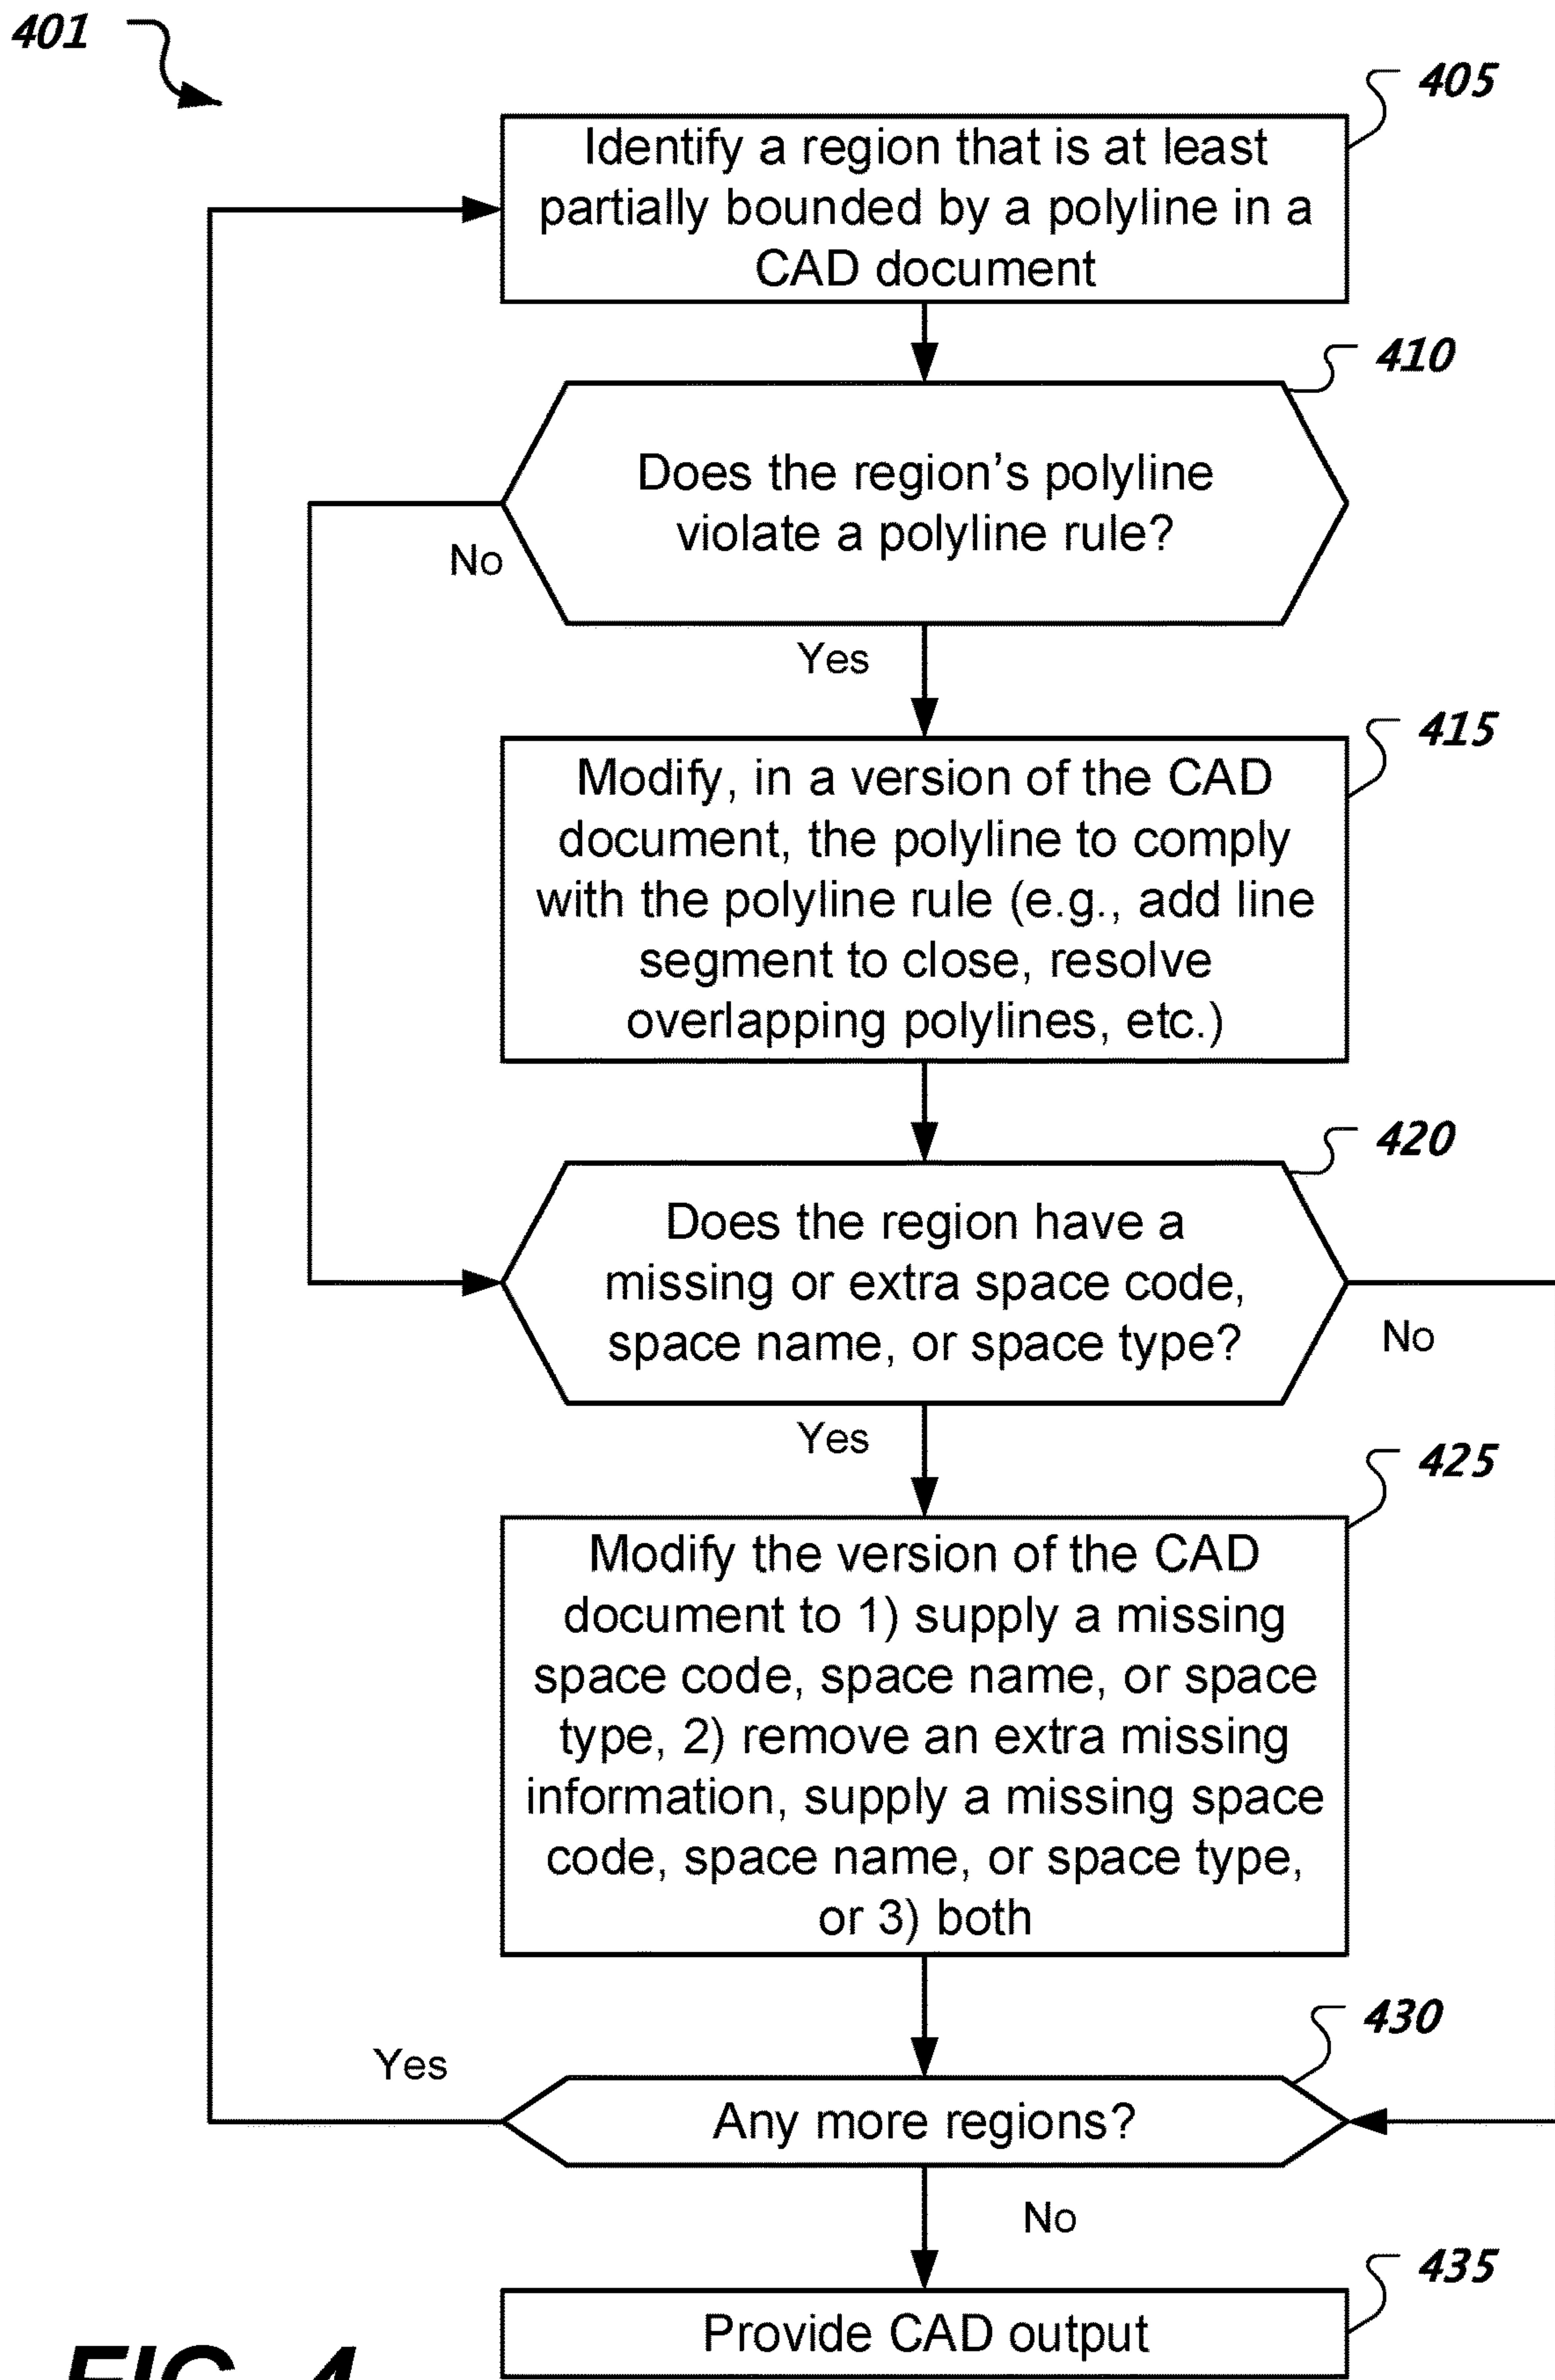 401
405
Identify a region that is at least
partially bounded by a polyline in a
CAD document
410
Does the region's polyline
violate a polyline rule?
No
Yes
415
Modify, in a version of the CAD
document, the polyline to comply
with the polyline rule (e.g., add line
segment to close, resolve
overlapping polylines, etc.)
420
Does the region have a
missing or extra space code,
space name, or space type?
No
Yes
425
Modify the version of the CAD
document to 1) supply a missing
space code, space name, or space
type, 2) remove an extra missing
information, supply a missing space
code, space name, or space type,
or 3) both
430
Yes
Any more regions?
No
435
Provide CAD output
FIG. 4